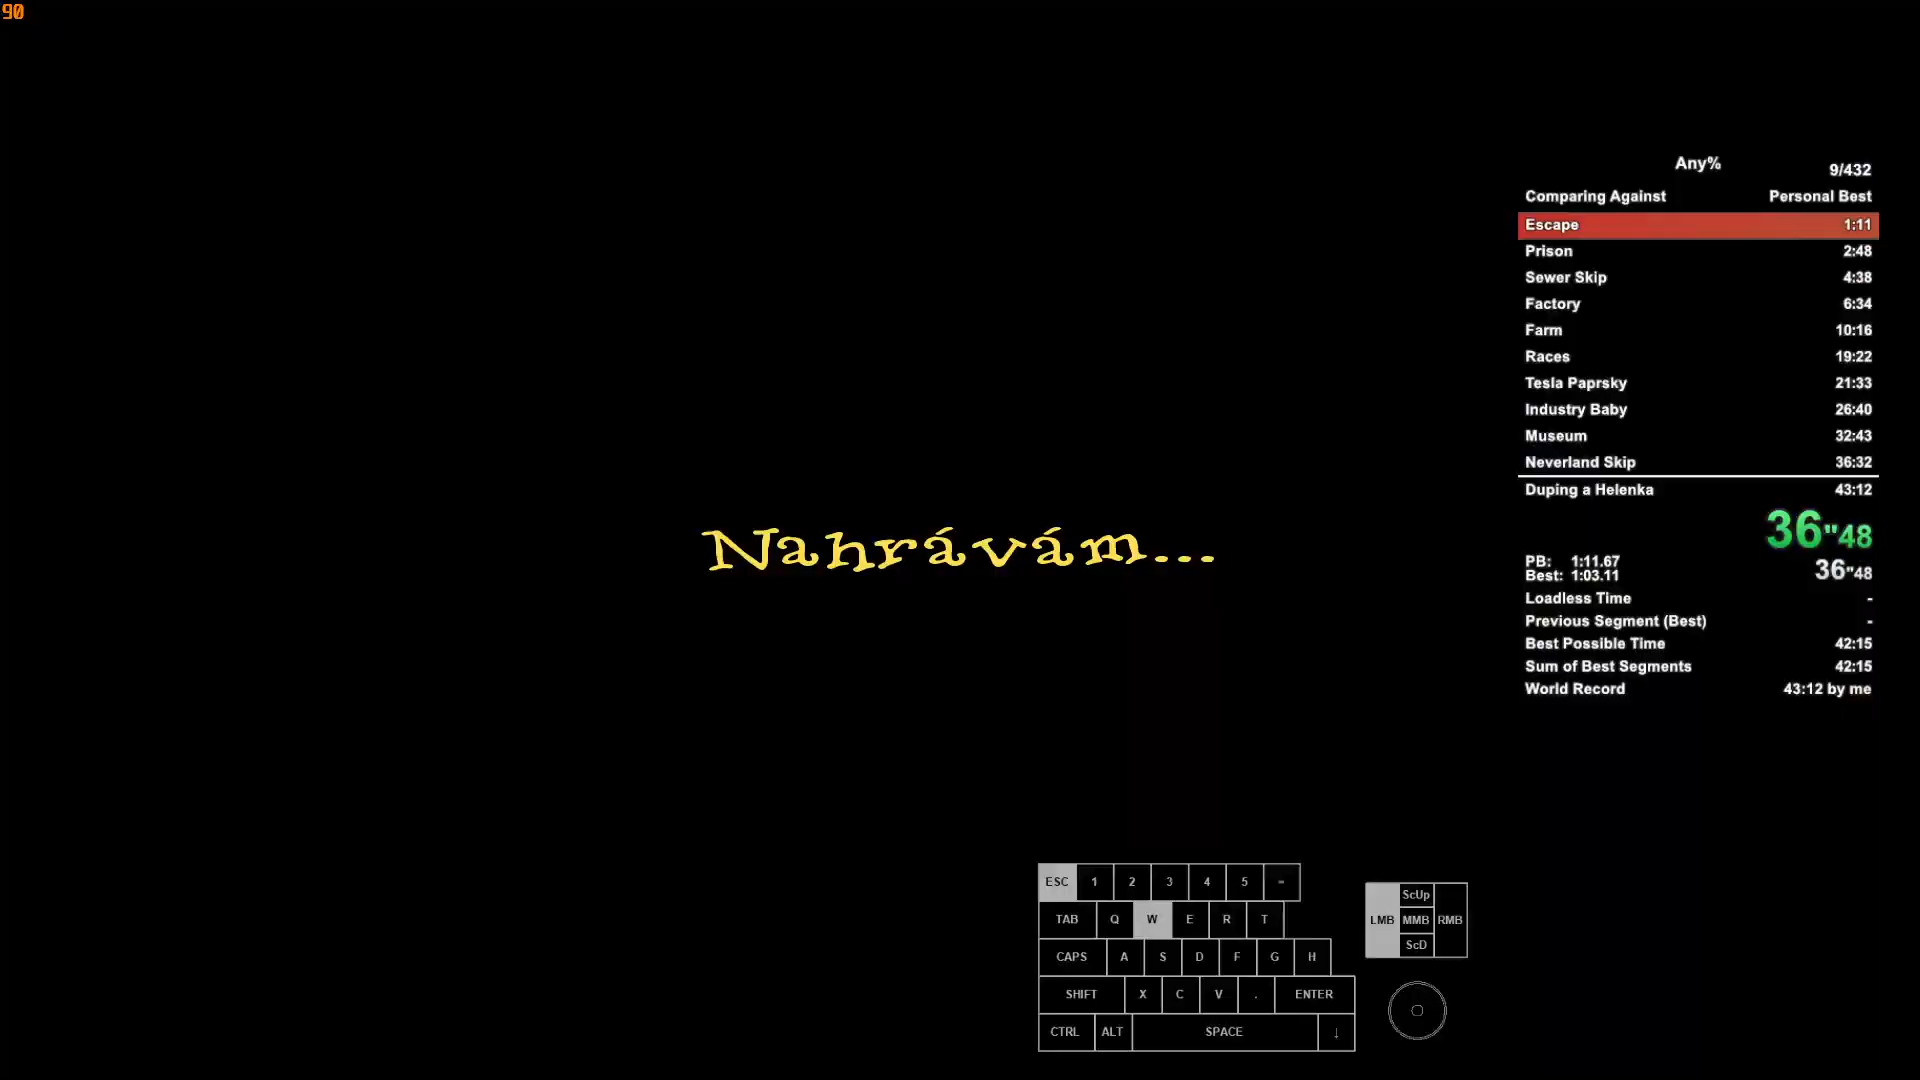 90
Any%
9/432
Comparing Against Personal Best
Escape 1:11
Prison 2:48
Sewer Skip 4:38
Factory 6:34
Farm 10:16
Races 19:22
Tesla Paprsky 21:33
Industry Baby 26:40
Museum 32:43
Neverland Skip 36:32
Duping a Helenka 43:12
36"48
PB: 1:11.67
Best: 1:03.11
36"48
Loadless Time -
Previous Segment (Best) -
Best Possible Time 42:15
Sum of Best Segments 42:15
World Record 43:12 by me
Nahrávám...
ESC 1 2 3 4 5 =
TAB Q W E R T
CAPS A S D F G H
SHIFT X C V . ENTER
CTRL ALT SPACE ↓
ScUp
LMB MMB RMB
ScD